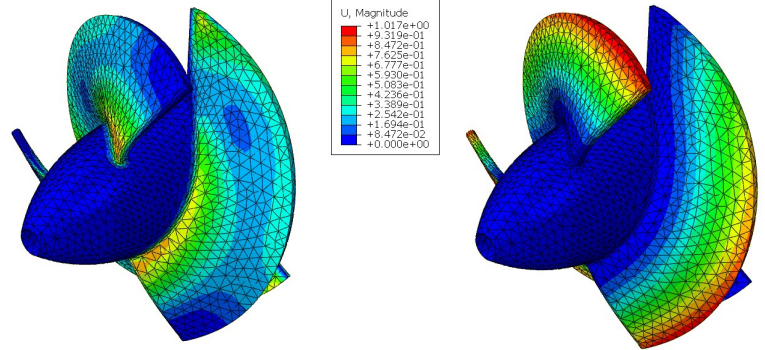 U, Magnitude
+1.017e+00
+9.319e-01
+8.472e-01
+7.625e-01
+6.777e-01
+5.930e-01
+5.083e-01
+4.236e-01
+3.389e-01
+2.542e-01
+1.694e-01
+8.472e-02
+0.000e+00